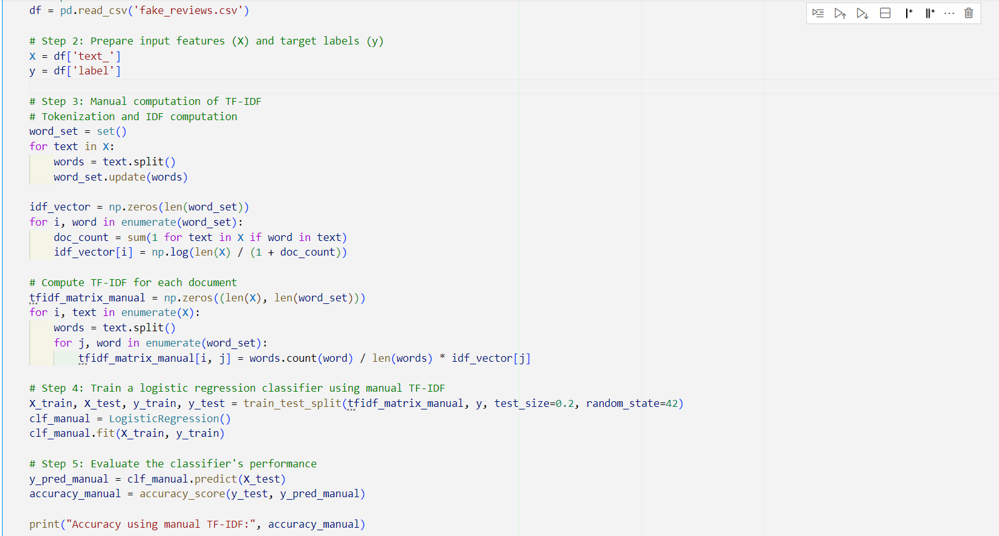 df = pd.read_csv('fake_reviews.csv')
# Step 2: Prepare input features (X) and target labels (y)
X = df['text_']
y = df['label']
# Step 3: Manual computation of TF-IDF
# Tokenization and IDF computation
word_set = set()
for text in X:
    words = text.split()
    word_set.update(words)
idf_vector = np.zeros(len(word_set))
for i, word in enumerate(word_set):
    doc_count = sum(1 for text in X if word in text)
    idf_vector[i] = np.log(len(X) / (1 + doc_count))
# Compute TF-IDF for each document
tfidf_matrix_manual = np.zeros((len(X), len(word_set)))
for i, text in enumerate(X):
    words = text.split()
    for j, word in enumerate(word_set):
        tfidf_matrix_manual[i, j] = words.count(word) / len(words) * idf_vector[j]
# Step 4: Train a logistic regression classifier using manual TF-IDF
X_train, X_test, y_train, y_test = train_test_split(tfidf_matrix_manual, y, test_size=0.2, random_state=42)
clf_manual = LogisticRegression()
clf_manual.fit(X_train, y_train)
# Step 5: Evaluate the classifier's performance
y_pred_manual = clf_manual.predict(X_test)
accuracy_manual = accuracy_score(y_test, y_pred_manual)
print("Accuracy using manual TF-IDF:", accuracy_manual)